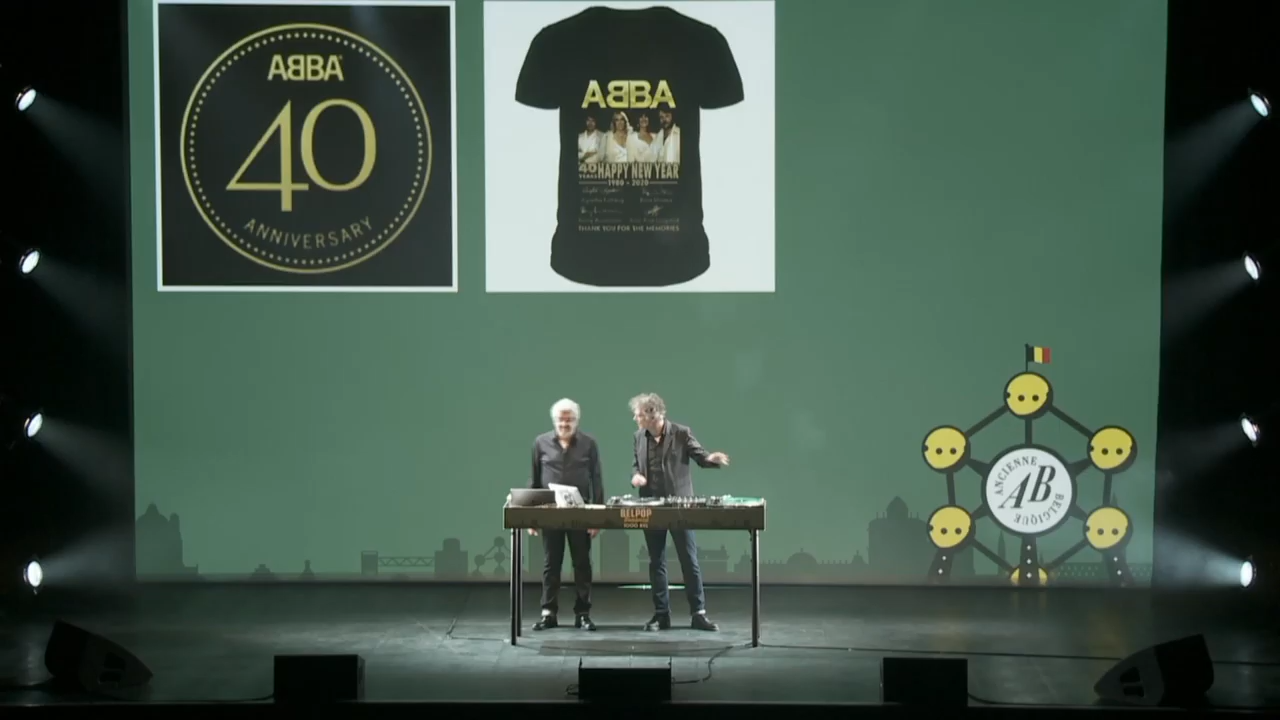 ABBA
40
ANNIVERSARY
ABBA
40 HAPPY NEW YEAR
YEARS
1980 - 2020
THANK YOU FOR THE MEMORIES
BELPOP
ANCIENNE
AB
BELGIQUE